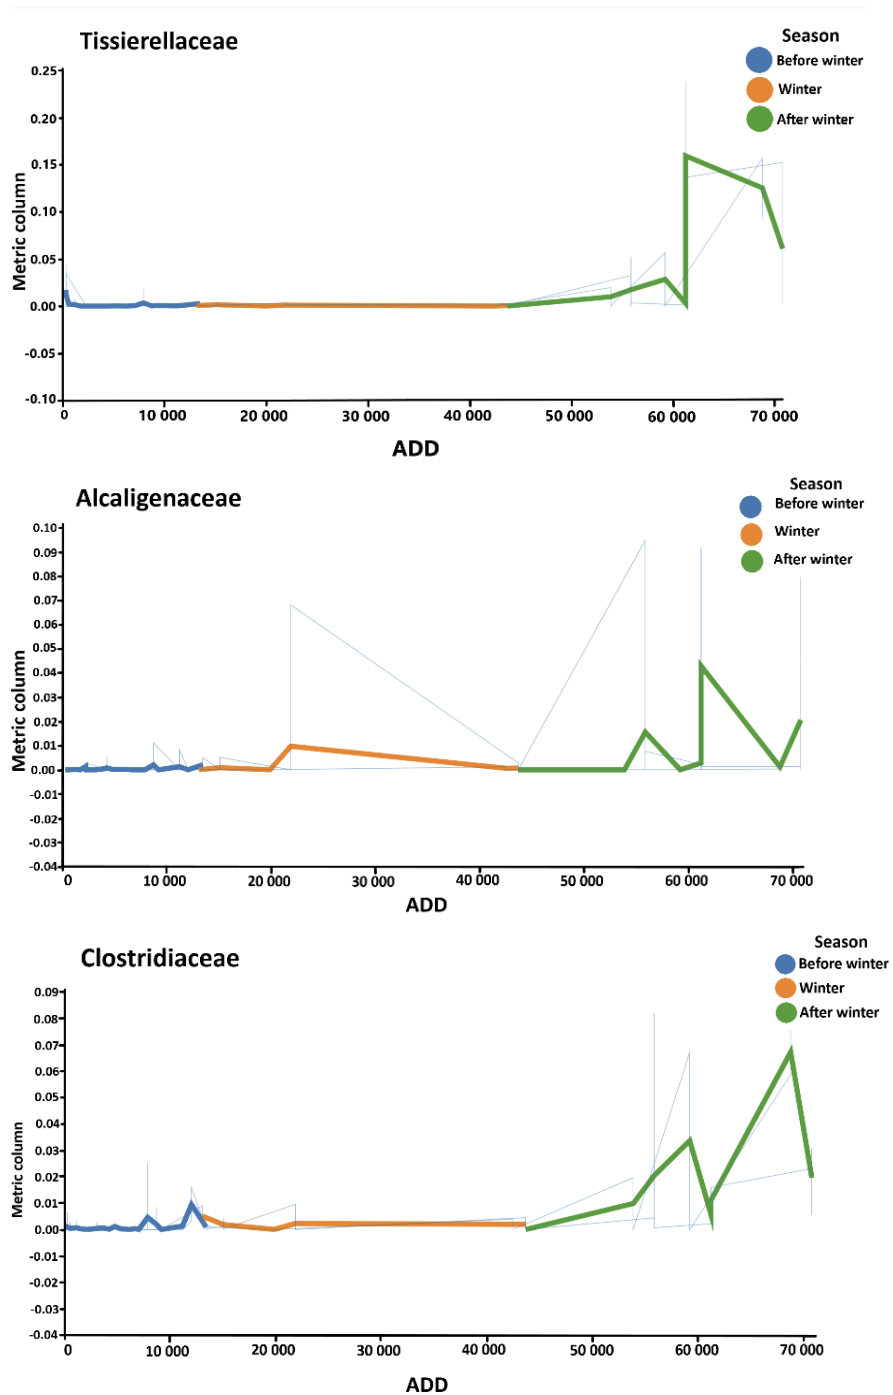 Tissierellaceae
Season
Before winter
Winter
After winter
0.25
0.20
0.15
0.10
0.05
0.00
-0.05
-0.10
Metric column
0 10 000 20 000 30 000 40 000 50 000 60 000 70 000
ADD
Alcaligenaceae
Season
Before winter
Winter
After winter
0.10
0.09
0.08
0.07
0.06
0.05
0.04
0.03
0.02
0.01
0.00
-0.01
-0.02
-0.03
-0.04
Metric column
0 10 000 20 000 30 000 40 000 50 000 60 000 70 000
ADD
Clostridiaceae
Season
Before winter
Winter
After winter
0.09
0.08
0.07
0.06
0.05
0.04
0.03
0.02
0.01
0.00
-0.01
-0.02
-0.03
-0.04
Metric column
0 10 000 20 000 30 000 40 000 50 000 60 000 70 000
ADD